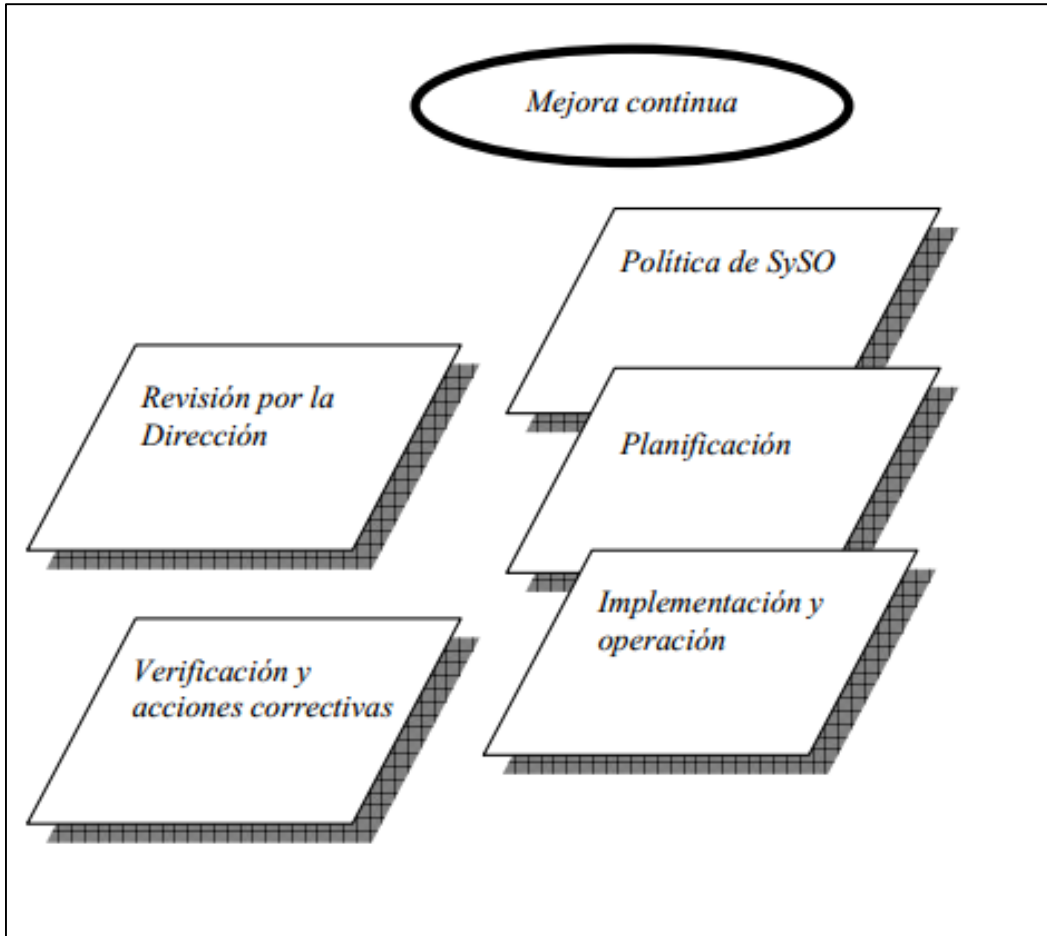 Mejora continua
Política de SySO
Revisión por la
Dirección
Planificación
Implementación y
operación
Verificación y
acciones correctivas